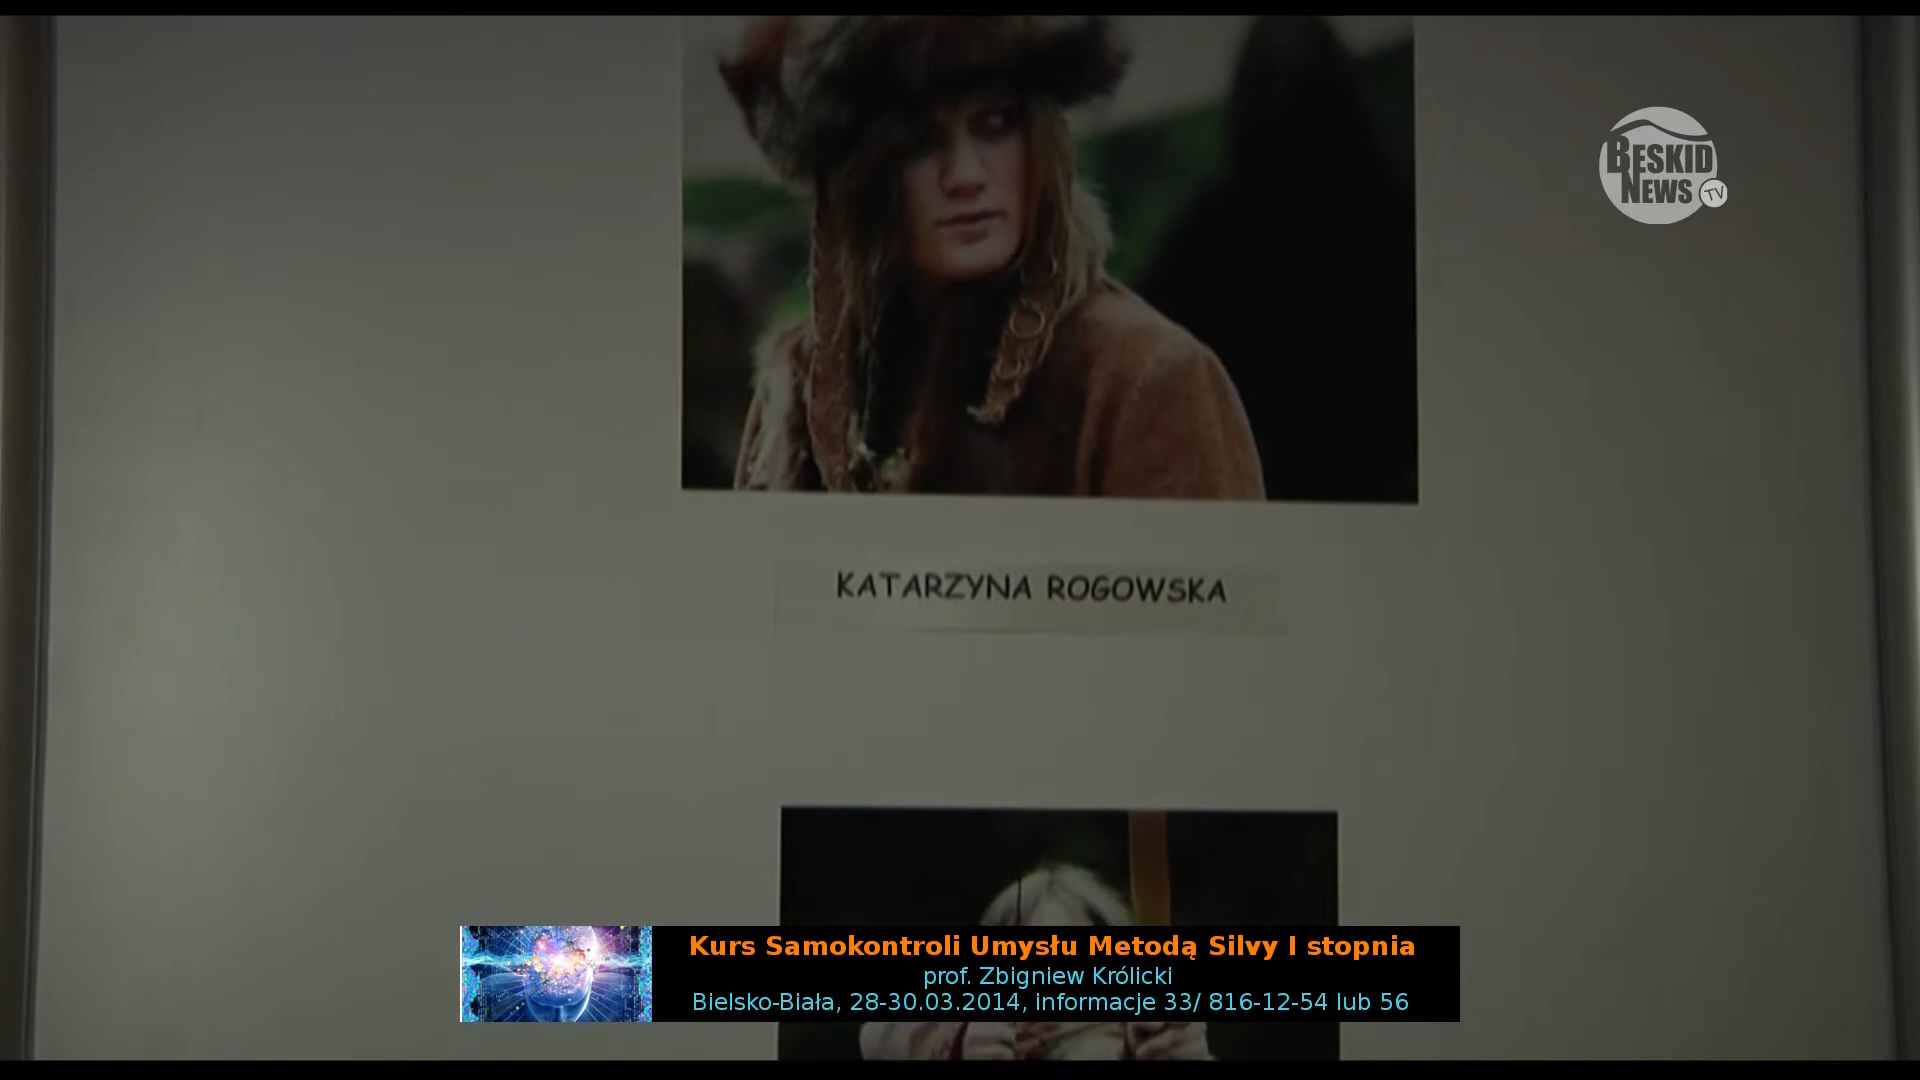 BESKID
NEWS TV
KATARZYNA ROGOWSKA
Kurs Samokontroli Umysłu Metodą Silvy I stopnia
prof. Zbigniew Królicki
Bielsko-Biała, 28-30.03.2014, informacje 33/ 816-12-54 lub 56